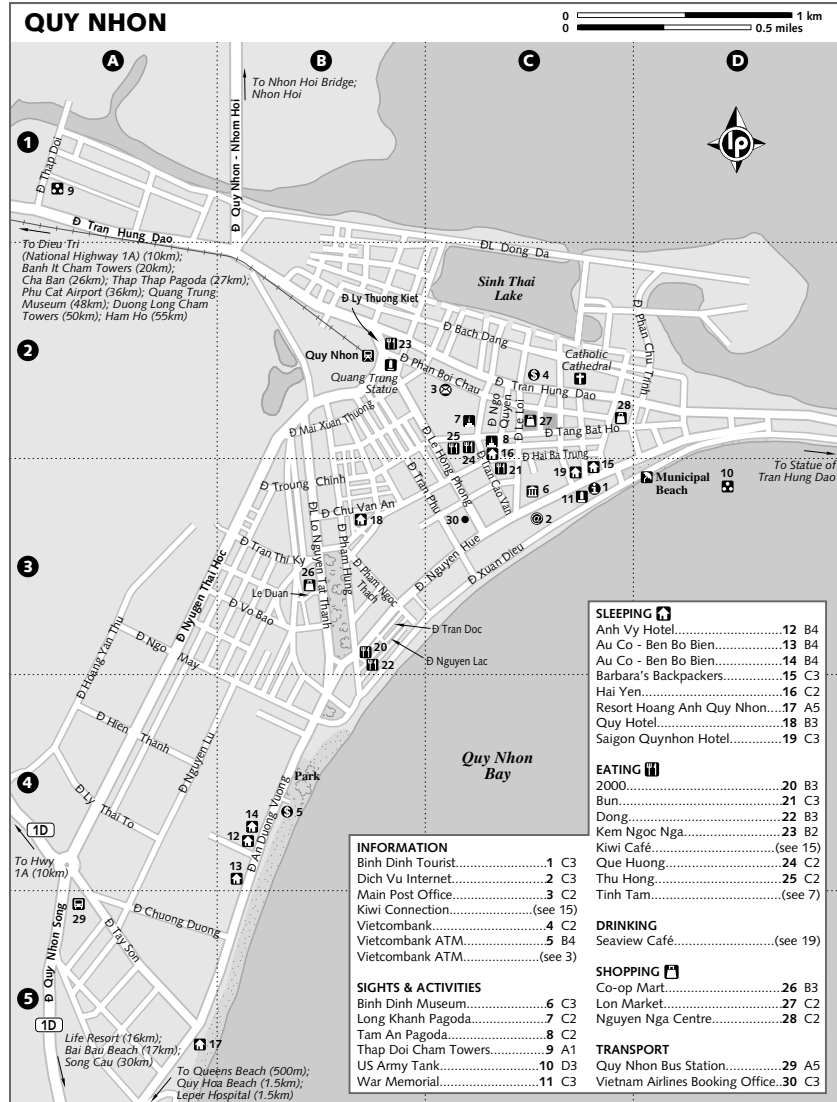 QUY NHON
0 1 km
0 0.5 miles
A
B
C
D
1
2
3
4
5
To Nhon Hoi Bridge;
Nhon Hoi
Đ Quy Nhon - Nhom Hoi
Đ Thap Doi
9
Đ Tran Hung Dao
To Dieu Tri
(National Highway 1A) (10km);
Banh It Cham Towers (20km);
Cha Ban (26km); Thap Thap Pagoda (27km);
Phu Cat Airport (36km); Quang Trung
Museum (48km); Duong Long Cham
Towers (50km); Ham Ho (55km)
lp
ĐL Dong Da
Sinh Thai
Lake
Đ Ly Thuong Kiet
Đ Bach Dang
Đ Phan Chu Trinh
Quy Nhon
23
Quang Trung
Statue
Đ Phan Boi Chau
3
$ 4
Catholic
Cathedral
Đ Tran Hung Dao
Đ Ngo
Quyen
Đ Le Loi
7
27
28
Đ Tang Bat Ho
Đ Mai Xuan Thuong
25
24
8
16
Đ Hai Ba Trung
21
19
15
Đ Le Hong Phong
Đ Tran Cao Van
Municipal
Beach
10
To Statue of
Tran Hung Dao
Đ Troung Chinh
Đ Tran Phu
6
11
1
Đ Chu Van An
18
30
@ 2
ĐL Lo Nguyen Tat Thanh
Đ Pham Hung
Đ Nguyen Hue
Đ Xuan Dieu
Đ Tran Thi Ky
26
Đ Pham Ngoc
Thach
Le Duan
Đ Nyugen Thai Hoc
Đ Vo Bao
Đ Tran Doc
20
22
Đ Nguyen Lac
Đ Hoang Van Thu
Đ Ngo May
Đ Hien Thanh
Đ Nguyen Lu
Quy Nhon
Bay
Đ Ly Thai To
Park
$ 5
14
12
13
Đ An Duong Vuong
1D
To Hwy
1A (10km)
29
Đ Chuong Duong
Đ Tay Son
Đ Quy Nhon Song
1D
17
Life Resort (16km);
Bai Bau Beach (17km);
Song Cau (30km)
To Queens Beach (500m);
Quy Hoa Beach (1.5km);
Leper Hospital (1.5km)
INFORMATION
Binh Dinh Tourist....................1 C3
Dich Vu Internet....................2 C3
Main Post Office....................3 C2
Kiwi Connection....................(see 15)
Vietcombank....................4 C2
Vietcombank ATM....................5 B4
Vietcombank ATM....................(see 3)
SIGHTS & ACTIVITIES
Binh Dinh Museum....................6 C3
Long Khanh Pagoda....................7 C2
Tam An Pagoda....................8 C2
Thap Doi Cham Towers....................9 A1
US Army Tank....................10 D3
War Memorial....................11 C3
SLEEPING
Anh Vy Hotel....................12 B4
Au Co - Ben Bo Bien....................13 B4
Au Co - Ben Bo Bien....................14 B4
Barbara's Backpackers....................15 C3
Hai Yen....................16 C2
Resort Hoang Anh Quy Nhon....17 A5
Quy Hotel....................18 B3
Saigon Quynhon Hotel....................19 C3
EATING
2000....................20 B3
Bun....................21 C3
Dong....................22 B3
Kem Ngoc Nga....................23 B2
Kiwi Café....................(see 15)
Que Huong....................24 C2
Thu Hong....................25 C2
Tinh Tam....................(see 7)
DRINKING
Seaview Café....................(see 19)
SHOPPING
Co-op Mart....................26 B3
Lon Market....................27 C2
Nguyen Nga Centre....................28 C2
TRANSPORT
Quy Nhon Bus Station....................29 A5
Vietnam Airlines Booking Office..30 C3